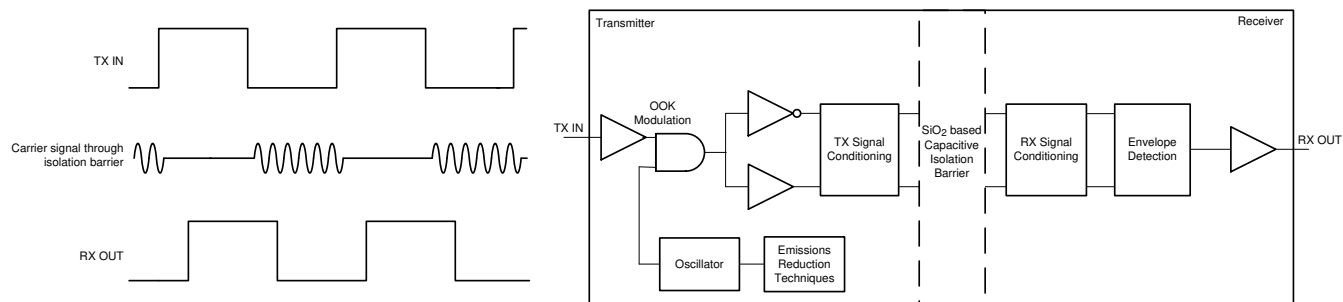 TX IN
Carrier signal through
isolation barrier
RX OUT
Transmitter
Receiver
TX IN
OOK
Modulation
TX Signal
Conditioning
SiO2 based
Capacitive
Isolation
Barrier
RX Signal
Conditioning
Envelope
Detection
RX OUT
Oscillator
Emissions
Reduction
Techniques